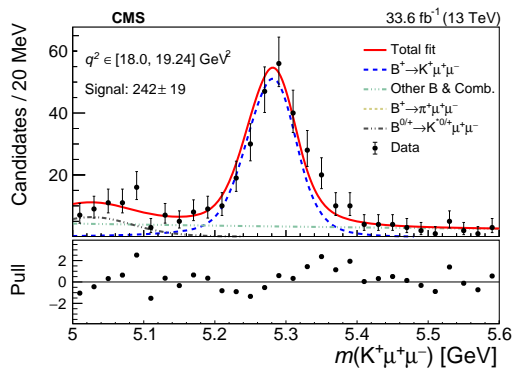 CMS
33.6 fb⁻¹ (13 TeV)
Candidates / 20 MeV
60
40
20
q² ∈ [18.0, 19.24] GeV²
Signal: 242± 19
Total fit
B⁺→K⁺μ⁺μ⁻
Other B & Comb.
B⁺→π⁺μ⁺μ⁻
B⁰ᐟ⁺→K*⁰ᐟ⁺μ⁺μ⁻
Data
Pull
2
0
−2
5
5.1
5.2
5.3
5.4
5.5
5.6
m(K⁺μ⁺μ⁻) [GeV]